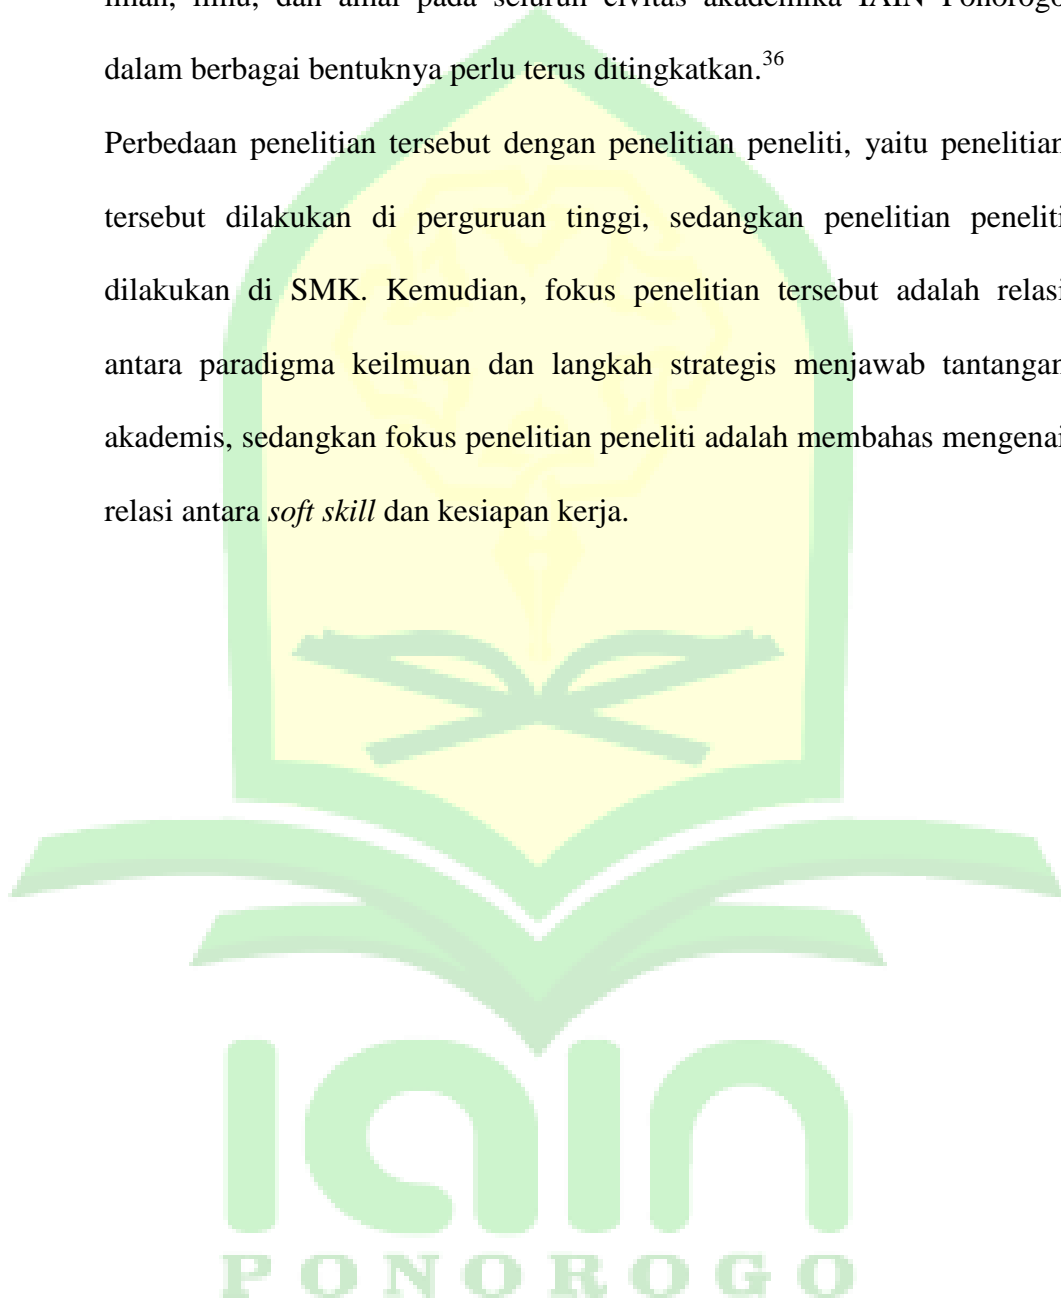 iman, ilmu, dan amal pada seluruh civitas akademika IAIN Ponorogo
dalam berbagai bentuknya perlu terus ditingkatkan.³⁶
Perbedaan penelitian tersebut dengan penelitian peneliti, yaitu penelitian
tersebut dilakukan di perguruan tinggi, sedangkan penelitian peneliti
dilakukan di SMK. Kemudian, fokus penelitian tersebut adalah relasi
antara paradigma keilmuan dan langkah strategis menjawab tantangan
akademis, sedangkan fokus penelitian peneliti adalah membahas mengenai
relasi antara soft skill dan kesiapan kerja.
IAIN
PONOROGO